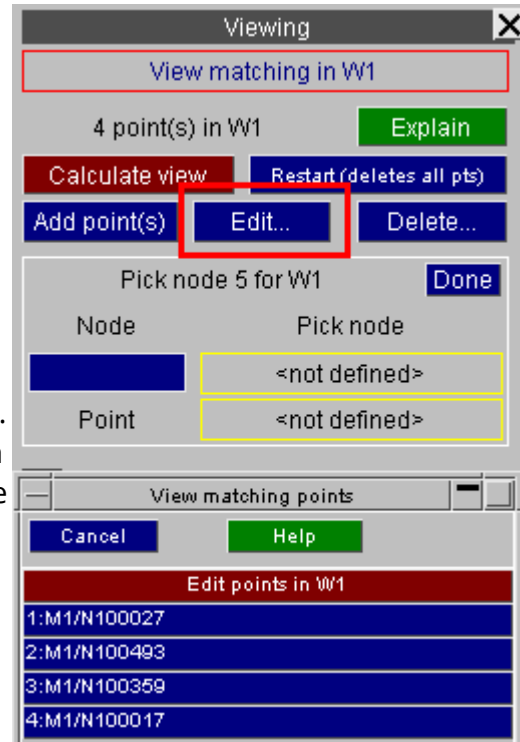 Viewing X
View matching in W1
4 point(s) in W1 Explain
Calculate view Restart (deletes all pts)
Add point(s) Edit... Delete...
Pick node 5 for W1 Done
Node Pick node
<not defined>
Point <not defined>
View matching points
Cancel Help
Edit points in W1
1:M1/N100027
2:M1/N100493
3:M1/N100359
4:M1/N100017